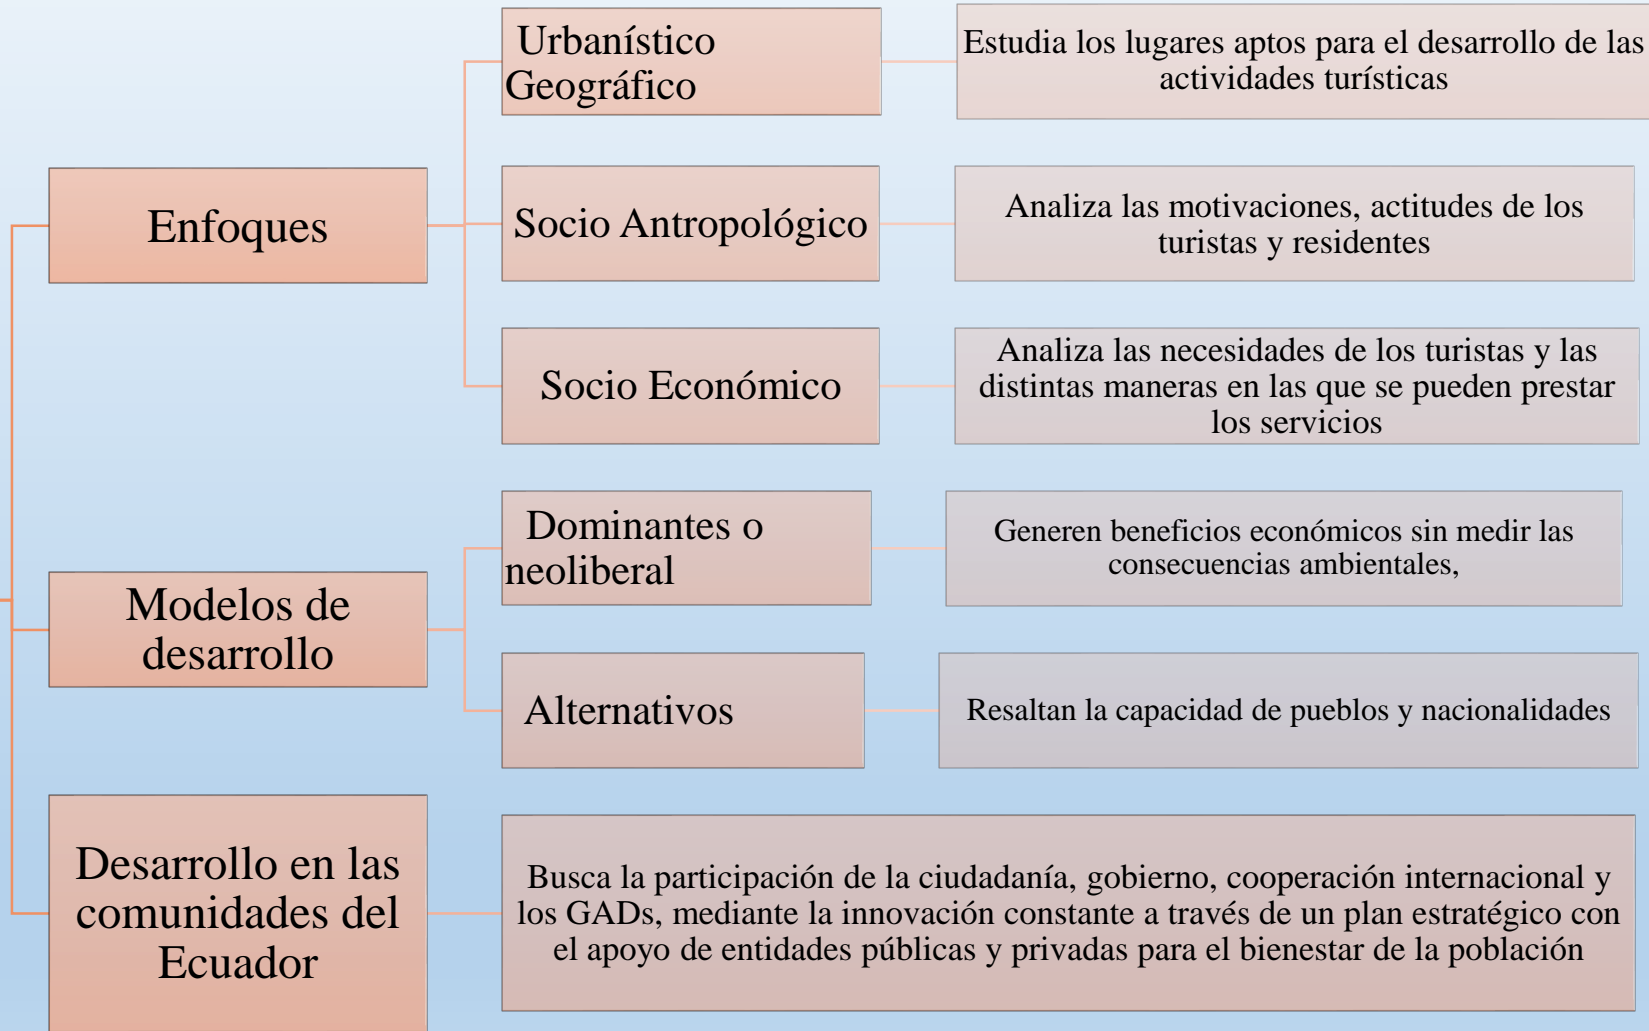 Enfoques
Urbanístico
Geográfico
Estudia los lugares aptos para el desarrollo de las
actividades turísticas
Socio Antropológico
Analiza las motivaciones, actitudes de los
turistas y residentes
Socio Económico
Analiza las necesidades de los turistas y las
distintas maneras en las que se pueden prestar
los servicios
Modelos de
desarrollo
Dominantes o
neoliberal
Generen beneficios económicos sin medir las
consecuencias ambientales,
Alternativos
Resaltan la capacidad de pueblos y nacionalidades
Desarrollo en las
comunidades del
Ecuador
Busca la participación de la ciudadanía, gobierno, cooperación internacional y
los GADs, mediante la innovación constante a través de un plan estratégico con
el apoyo de entidades públicas y privadas para el bienestar de la población